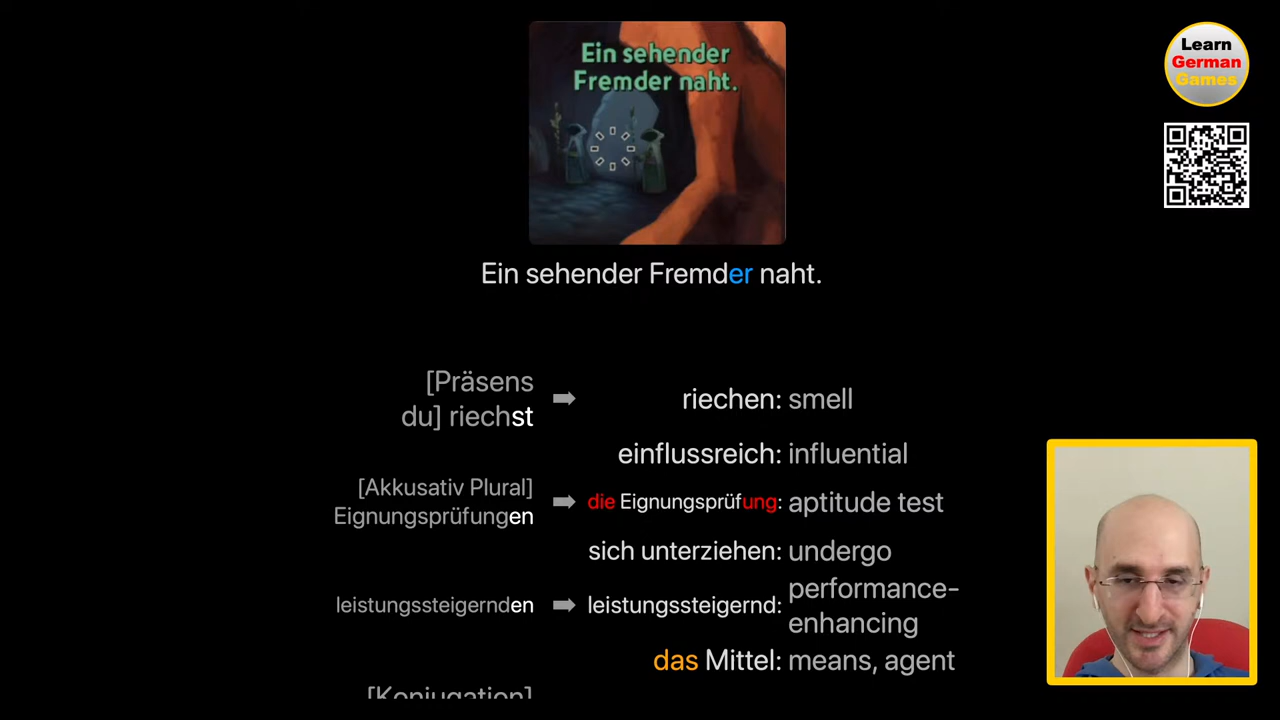 Ein sehender
Fremder naht.
Learn
German
Games
Ein sehender Fremder naht.
[Präsens
du] riechst ➡ riechen: smell
einflussreich: influential
[Akkusativ Plural]
Eignungsprüfungen ➡ die Eignungsprüfung: aptitude test
sich unterziehen: undergo
leistungssteigernden ➡ leistungssteigernd: performance-
enhancing
das Mittel: means, agent
[Konjugation]